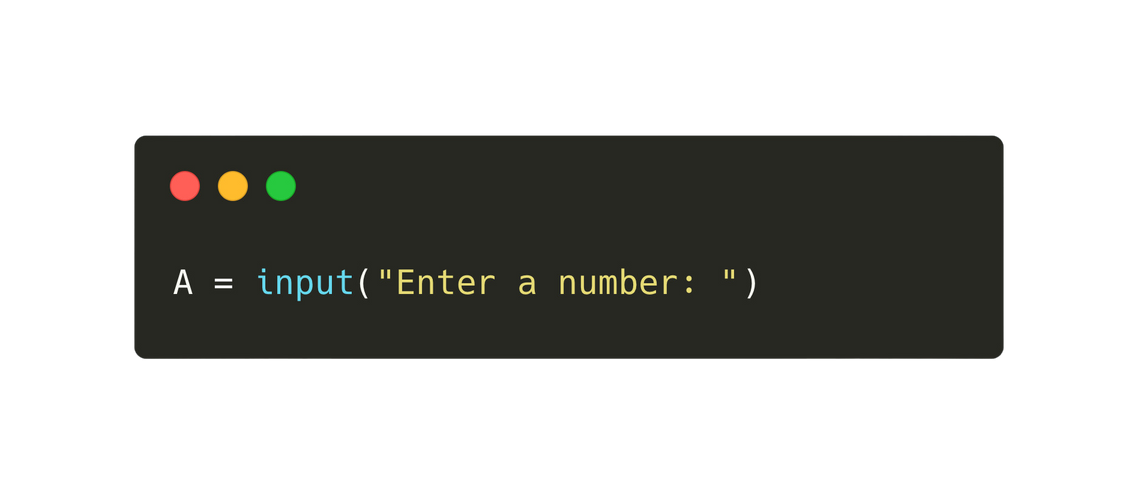 A = input("Enter a number: ")